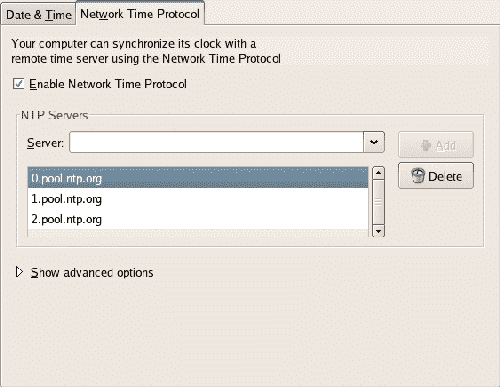 Date & Time
Network Time Protocol
Your computer can synchronize its clock with a
remote time server using the Network Time Protocol
Enable Network Time Protocol
NTP Servers
Server:
Add
0.pool.ntp.org
Delete
1.pool.ntp.org
2.pool.ntp.org
Show advanced options